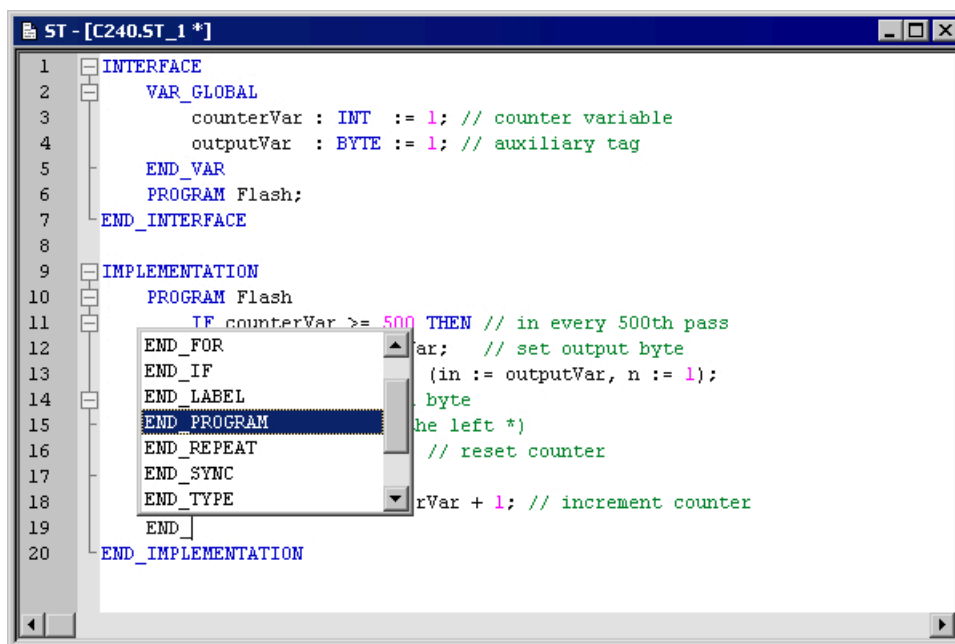 ST - [C240.ST_1 *]
1 INTERFACE
2 VAR_GLOBAL
3 counterVar : INT := 1; // counter variable
4 outputVar : BYTE := 1; // auxiliary tag
5 END_VAR
6 PROGRAM Flash;
7 END_INTERFACE
8
9 IMPLEMENTATION
10 PROGRAM Flash
11 IF counterVar >= 500 THEN // in every 500th pass
12 END_FOR ar; // set output byte
13 END_IF (in := outputVar, n := 1);
14 END_LABEL byte
15 END_PROGRAM he left *)
16 END_REPEAT // reset counter
17 END_SYNC
18 END_TYPE rVar + 1; // increment counter
19 END_
20 END_IMPLEMENTATION